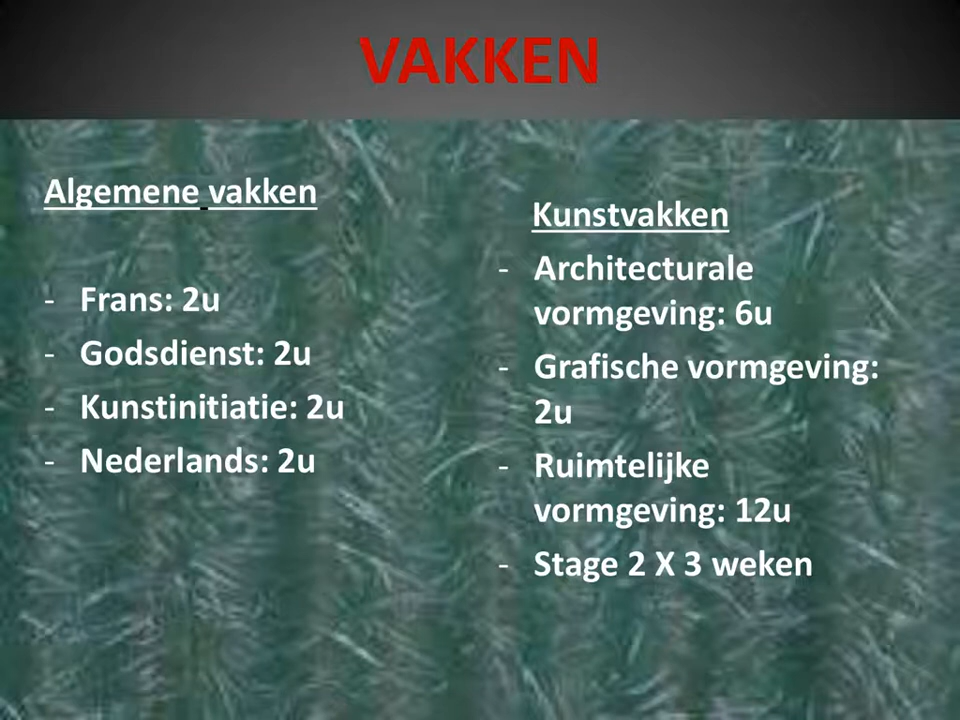 VAKKEN
Algemene vakken
- Frans: 2u
- Godsdienst: 2u
- Kunstinitiatie: 2u
- Nederlands: 2u
Kunstvakken
- Architecturale
vormgeving: 6u
- Grafische vormgeving:
2u
- Ruimtelijke
vormgeving: 12u
- Stage 2 X 3 weken